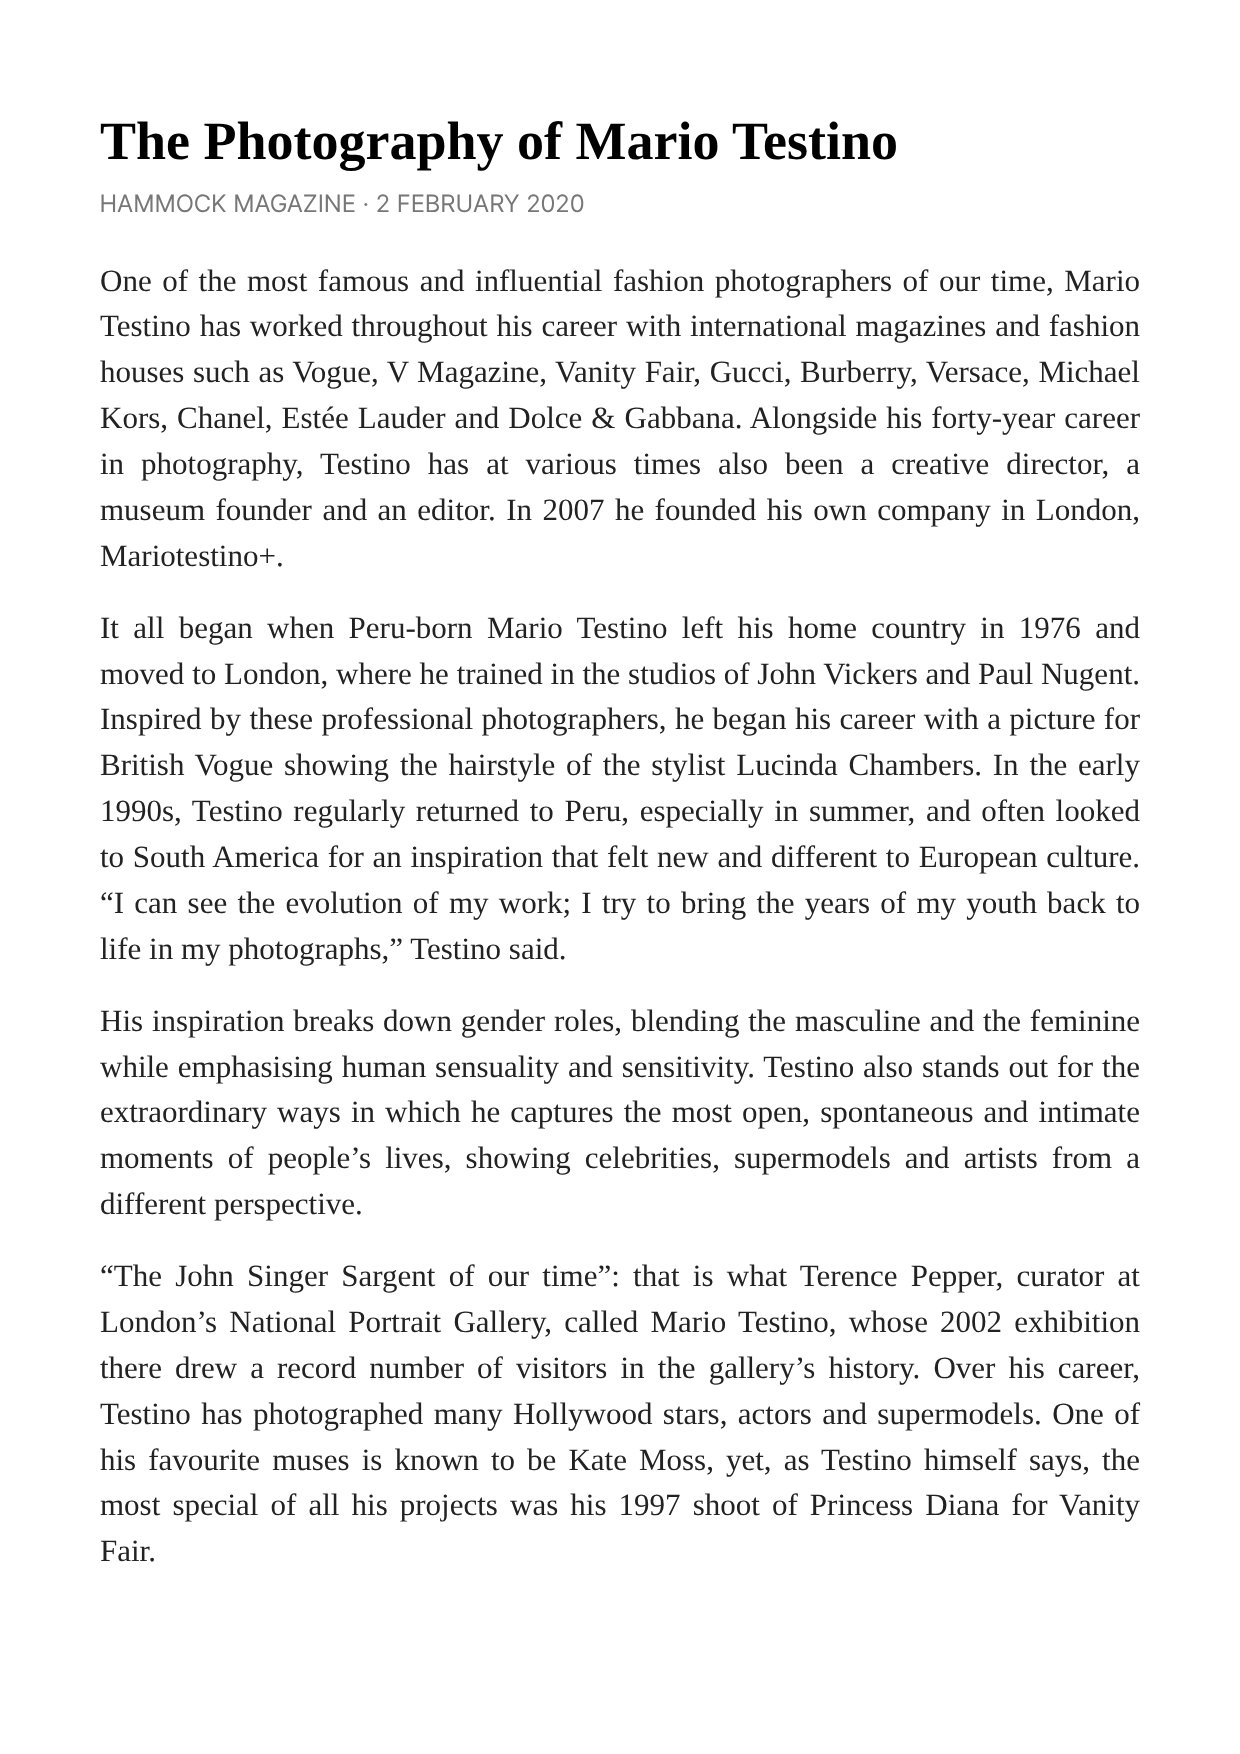 The Photography of Mario Testino
HAMMOCK MAGAZINE · 2 FEBRUARY 2020
One of the most famous and influential fashion photographers of our time, Mario
Testino has worked throughout his career with international magazines and fashion
houses such as Vogue, V Magazine, Vanity Fair, Gucci, Burberry, Versace, Michael
Kors, Chanel, Estée Lauder and Dolce & Gabbana. Alongside his forty-year career
in photography, Testino has at various times also been a creative director, a
museum founder and an editor. In 2007 he founded his own company in London,
Mariotestino+.
It all began when Peru-born Mario Testino left his home country in 1976 and
moved to London, where he trained in the studios of John Vickers and Paul Nugent.
Inspired by these professional photographers, he began his career with a picture for
British Vogue showing the hairstyle of the stylist Lucinda Chambers. In the early
1990s, Testino regularly returned to Peru, especially in summer, and often looked
to South America for an inspiration that felt new and different to European culture.
“I can see the evolution of my work; I try to bring the years of my youth back to
life in my photographs,” Testino said.
His inspiration breaks down gender roles, blending the masculine and the feminine
while emphasising human sensuality and sensitivity. Testino also stands out for the
extraordinary ways in which he captures the most open, spontaneous and intimate
moments of people’s lives, showing celebrities, supermodels and artists from a
different perspective.
“The John Singer Sargent of our time”: that is what Terence Pepper, curator at
London’s National Portrait Gallery, called Mario Testino, whose 2002 exhibition
there drew a record number of visitors in the gallery’s history. Over his career,
Testino has photographed many Hollywood stars, actors and supermodels. One of
his favourite muses is known to be Kate Moss, yet, as Testino himself says, the
most special of all his projects was his 1997 shoot of Princess Diana for Vanity
Fair.